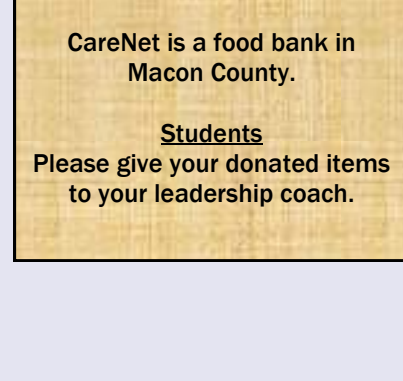 CareNet is a food bank in
Macon County.
Students
Please give your donated items
to your leadership coach.